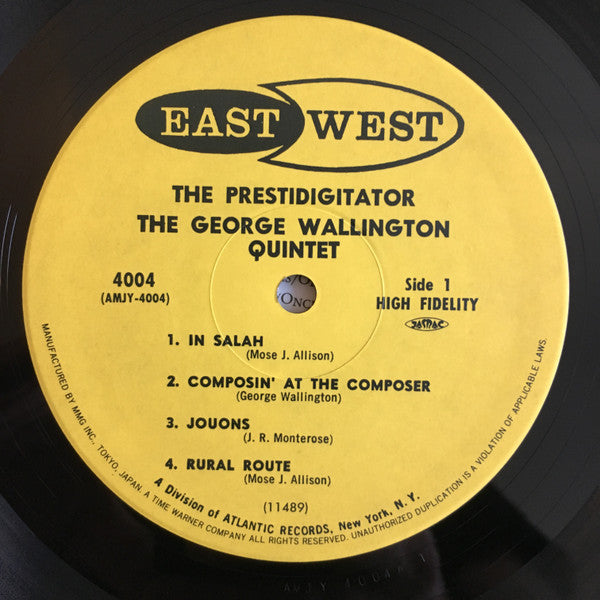 EAST WEST
THE PRESTIDIGITATOR
THE GEORGE WALLINGTON
QUINTET
4004
(AMJY-4004)
Side 1
HIGH FIDELITY
JASRAC
1. IN SALAH
(Mose J. Allison)
2. COMPOSIN' AT THE COMPOSER
(George Wallington)
3. JOUONS
(J. R. Monterose)
4. RURAL ROUTE
(Mose J. Allison)
(11489)
A Division of ATLANTIC RECORDS, New York, N. Y.
MANUFACTURED BY MMG INC., TOKYO, JAPAN. A TIME WARNER COMPANY ALL RIGHTS RESERVED. UNAUTHORIZED DUPLICATION IS A VIOLATION OF APPLICABLE LAWS.